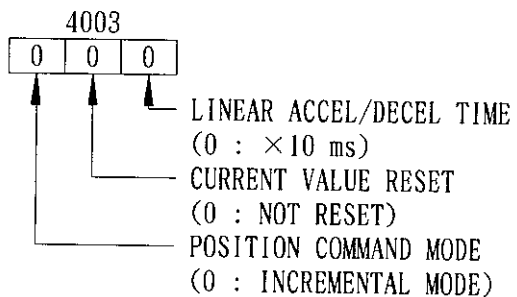 4003
0 0 0
LINEAR ACCEL/DECEL TIME
(0 : ×10 ms)
CURRENT VALUE RESET
(0 : NOT RESET)
POSITION COMMAND MODE
(0 : INCREMENTAL MODE)